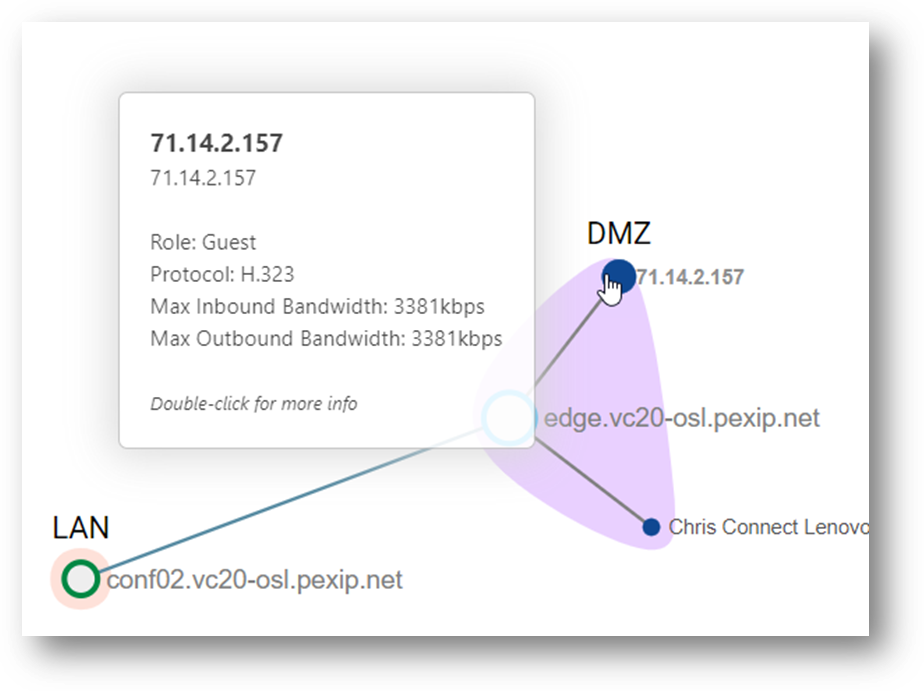 71.14.2.157
71.14.2.157
Role: Guest
Protocol: H.323
Max Inbound Bandwidth: 3381kbps
Max Outbound Bandwidth: 3381kbps
Double-click for more info
DMZ
71.14.2.157
edge.vc20-osl.pexip.net
Chris Connect Lenovo
LAN
conf02.vc20-osl.pexip.net